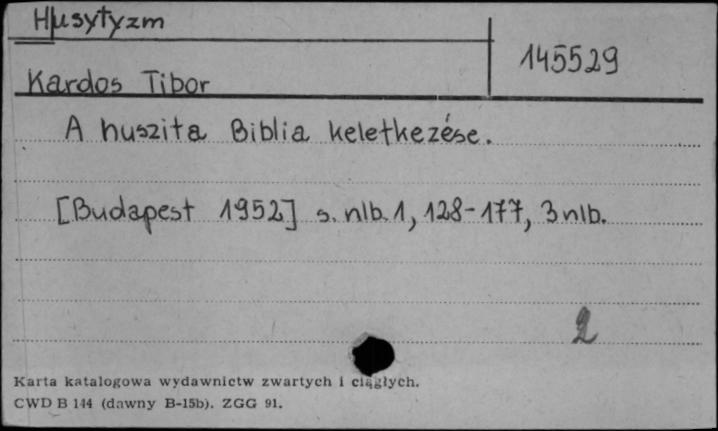 Husytyzm
145529
Kardos Tibor
A huszita Biblia keletkezése.
[Budapest 1952] s. nlb. 1, 128-177, 3 nlb.
2
Karta katalogowa wydawnictw zwartych i ciągłych.
CWD B 144 (dawny B-15b). ZGG 91.